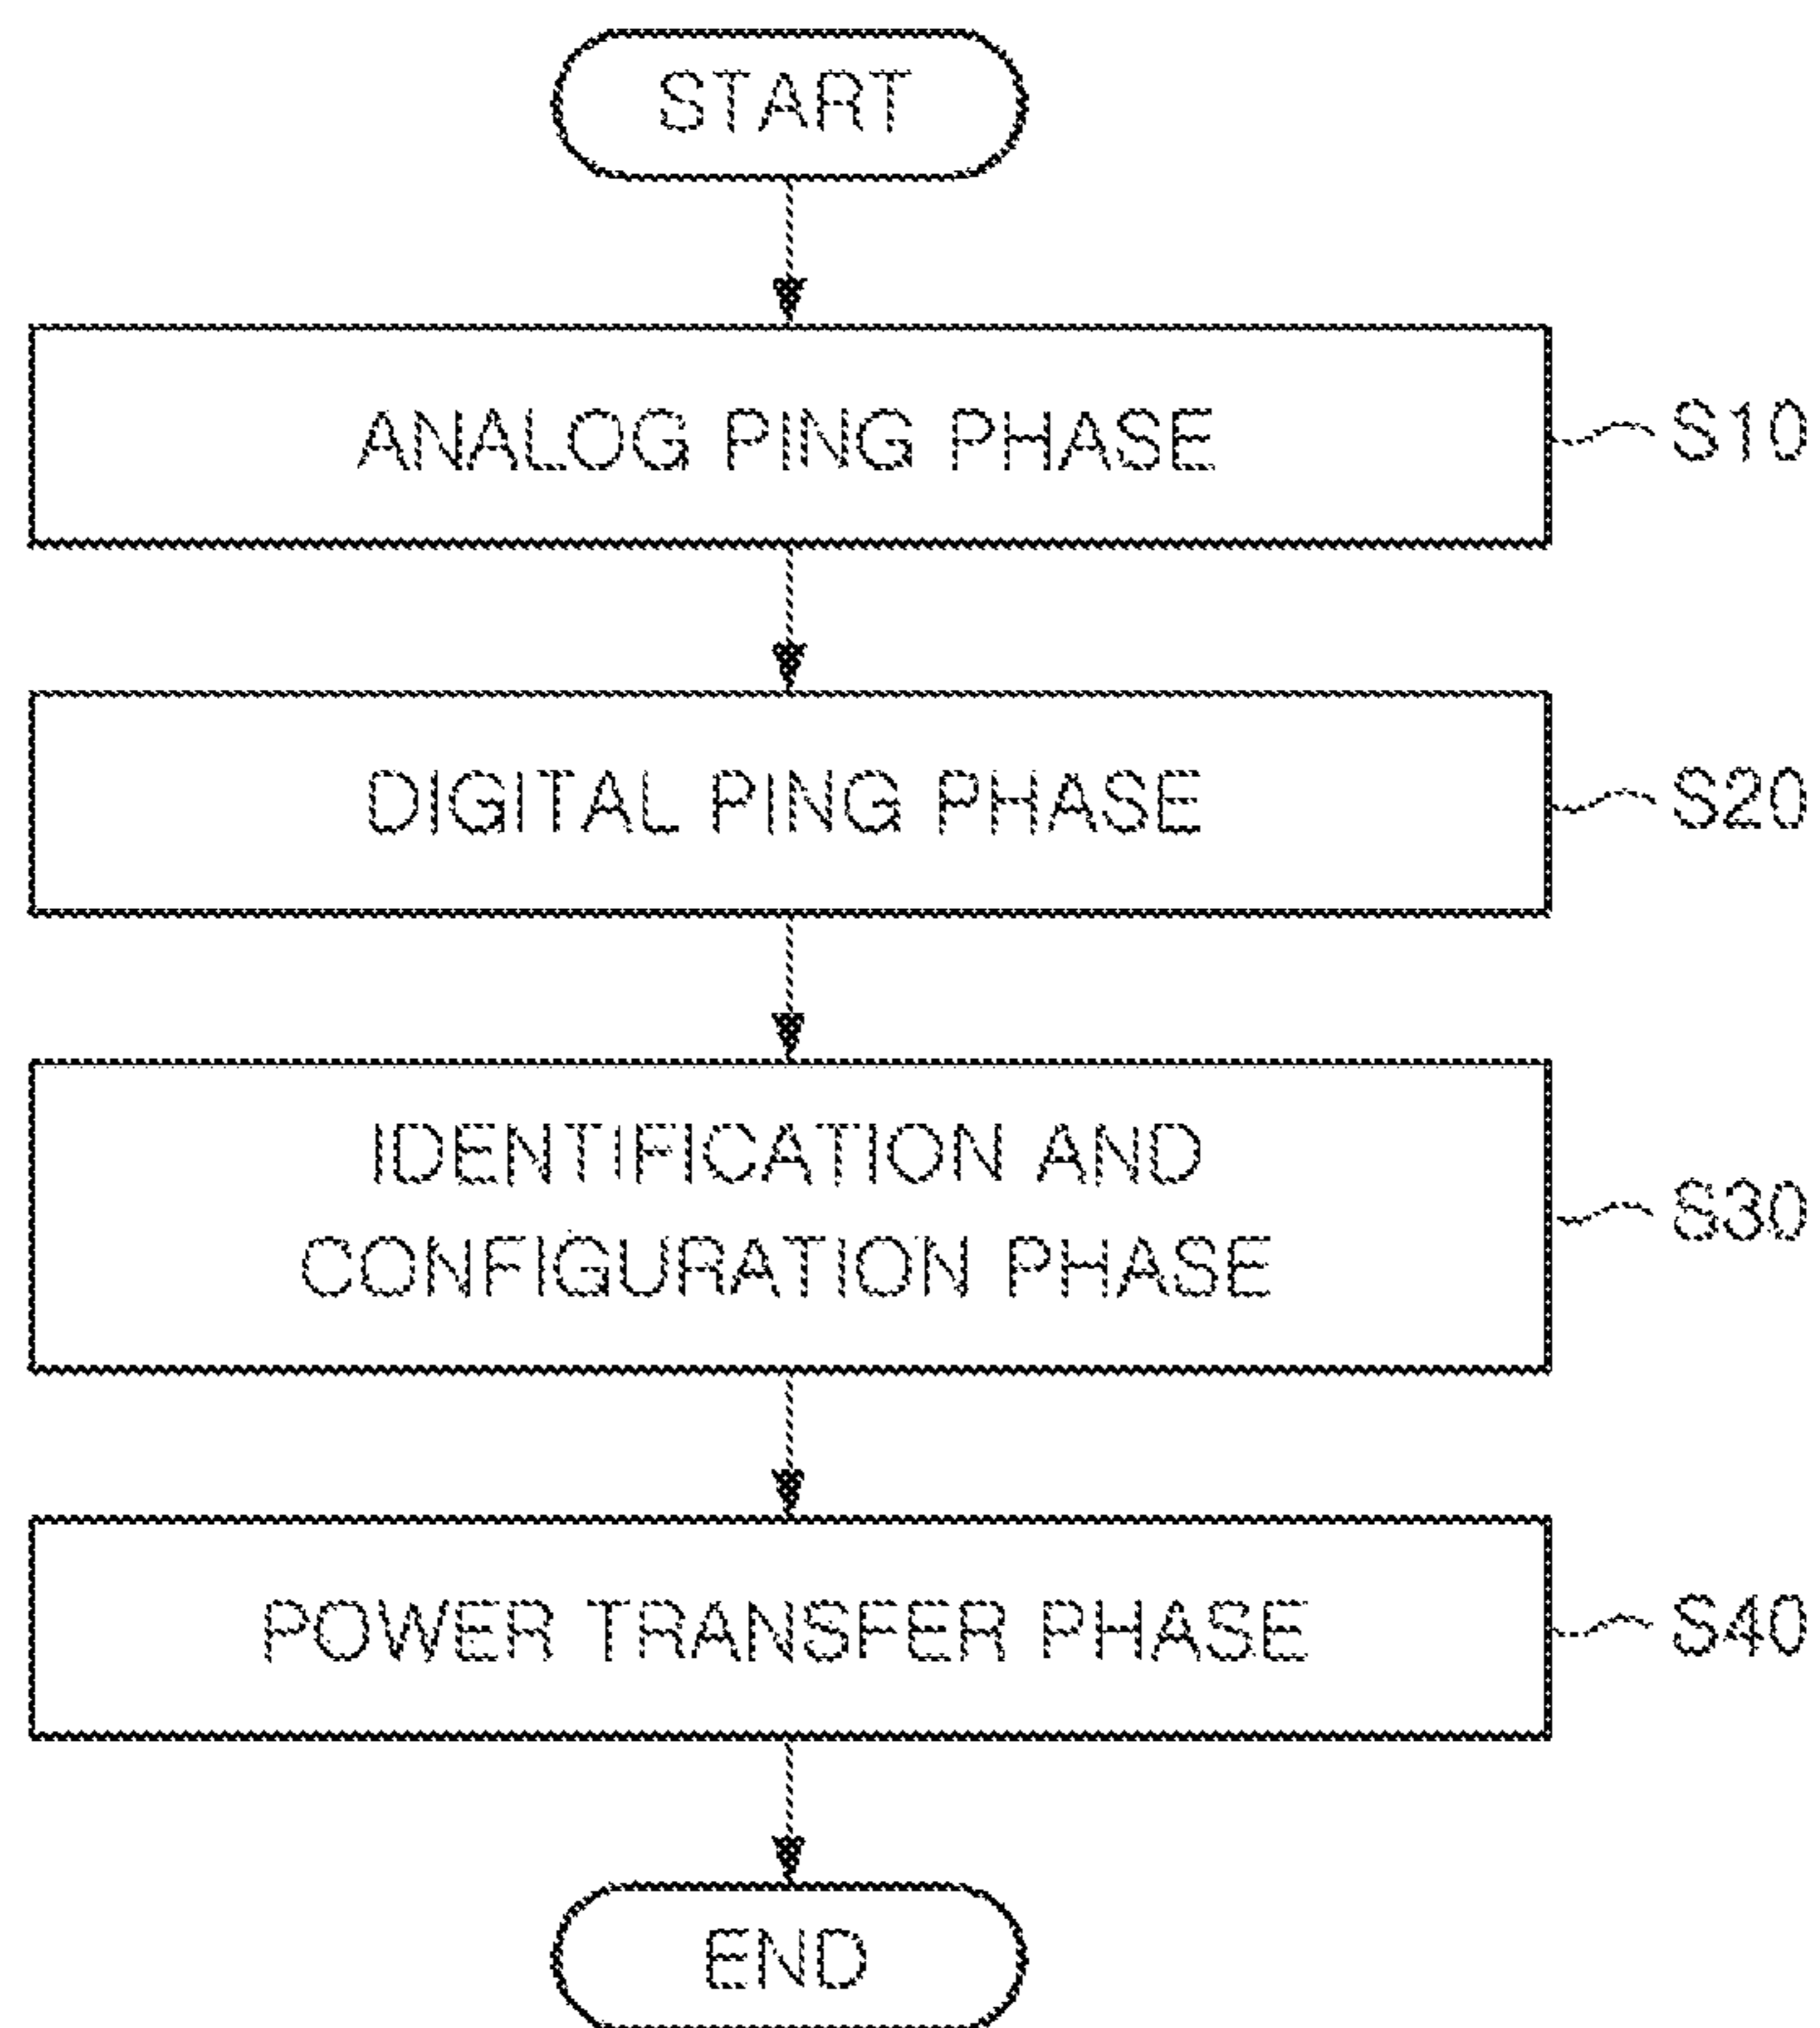 START
ANALOG PING PHASE
S10
DIGITAL PING PHASE
S20
IDENTIFICATION AND
CONFIGURATION PHASE
S30
POWER TRANSFER PHASE
S40
END